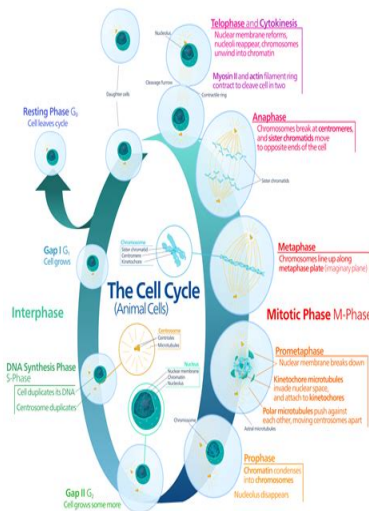 Telophase and Cytokinesis
Nuclear membrane reforms,
nucleoli reappear, chromosomes
unwind into chromatin
Myosin II and actin filament ring
contract to cleave cell in two
Nucleolus
Cleavage furrow
Contractile ring
Daughter cells
Resting Phase G0
Cell leaves cycle
Anaphase
Chromosomes break at centromeres,
and sister chromatids move
to opposite ends of the cell
Sister chromatids
Gap I G1
Cell grows
Chromosome
Sister chromatid
Centromere
Kinetochore
Metaphase
Chromosomes line up along
metaphase plate (imaginary plane)
The Cell Cycle
(Animal Cells)
Interphase
Mitotic Phase M-Phase
Centrosome
Centrioles
Microtubules
Prometaphase
Nuclear membrane breaks down
Kinetochore microtubules
invade nuclear space,
and attach to kinetochores
Polar microtubules push against
each other, moving centrosomes apart
Astral microtubules
DNA Synthesis Phase
S-Phase
Cell duplicates its DNA
Centrosome duplicates
Nucleus
Nuclear membrane
Chromatin
Nucleolus
Chromosome
Prophase
Chromatin condenses
into chromosomes
Nucleolus disappears
Gap II G2
Cell grows some more